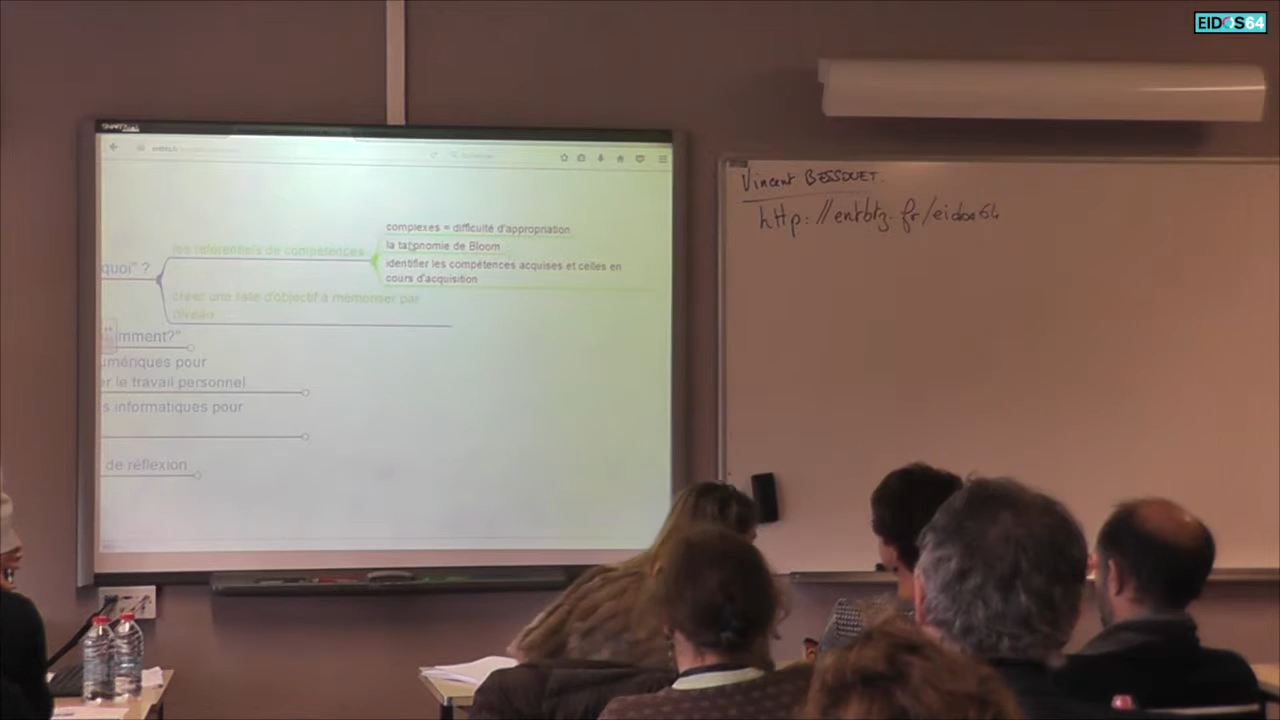 EIDOS64
Vincent BESSOUET.
http://entbtz.fr/eidos64
complexes = difficulté d'appropriation
les référentiels de compétences
la taxonomie de Bloom
quoi" ?
identifier les compétences acquises et celles en
cours d'acquisition
créer une liste d'objectif à mémoriser par
niveau
mment?"
umériques pour
er le travail personnel
s informatiques pour
de réflexion